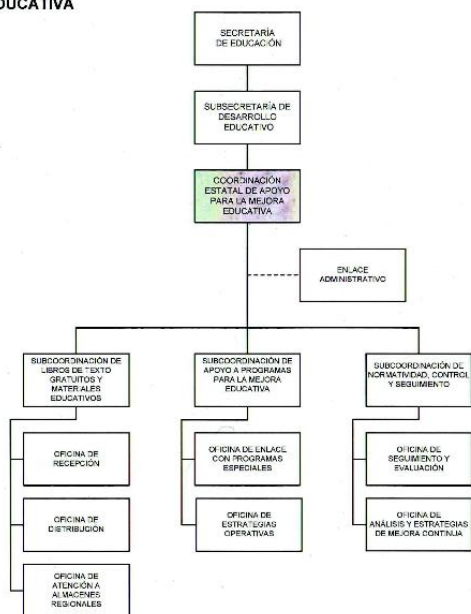 DUCATIVA
SECRETARÍA
DE EDUCACIÓN
SUBSECRETARÍA DE
DESARROLLO
EDUCATIVO
COORDINACIÓN
ESTATAL DE APOYO
PARA LA MEJORA
EDUCATIVA
ENLACE
ADMINISTRATIVO
SUBCOORDINACIÓN DE
LIBROS DE TEXTO
GRATUITOS Y
MATERIALES
EDUCATIVOS
SUBCOORDINACIÓN DE
APOYO A PROGRAMAS
PARA LA MEJORA
EDUCATIVA
SUBCOORDINACIÓN DE
NORMATIVIDAD, CONTROL
Y SEGUIMIENTO
OFICINA DE
RECEPCIÓN
OFICINA DE ENLACE
CON PROGRAMAS
ESPECIALES
OFICINA DE
SEGUIMIENTO Y
EVALUACIÓN
OFICINA DE
DISTRIBUCIÓN
OFICINA DE
ESTRATEGIAS
OPERATIVAS
OFICINA DE
ANÁLISIS Y ESTRATEGIAS
DE MEJORA CONTINUA
OFICINA DE
ATENCIÓN A
ALMACENES
REGIONALES